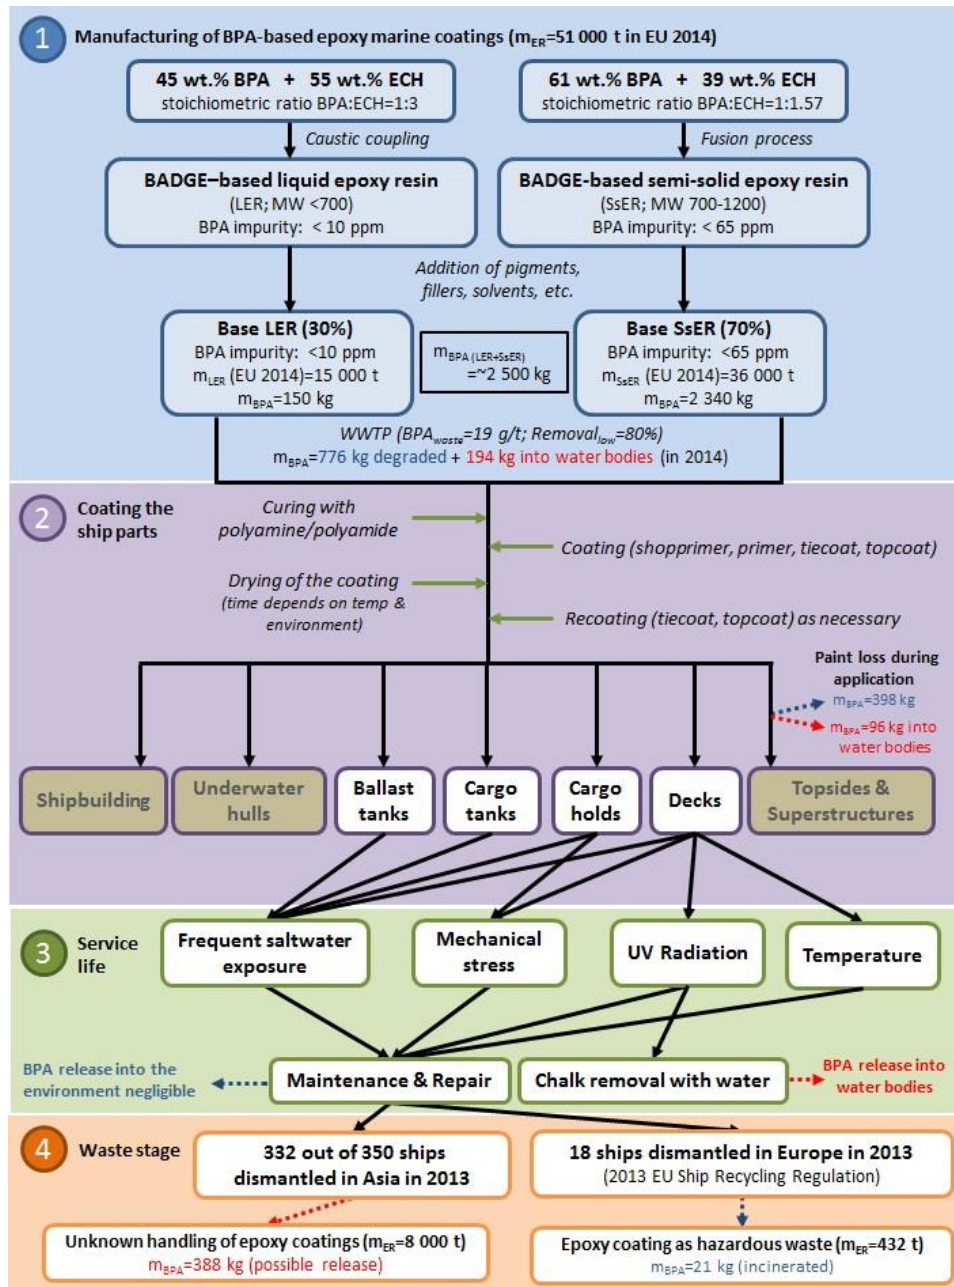 1 Manufacturing of BPA-based epoxy marine coatings (mER=51 000 t in EU 2014)
45 wt.% BPA + 55 wt.% ECH
stoichiometric ratio BPA:ECH=1:3
61 wt.% BPA + 39 wt.% ECH
stoichiometric ratio BPA:ECH=1:1.57
Caustic coupling
Fusion process
BADGE–based liquid epoxy resin
(LER; MW <700)
BPA impurity: < 10 ppm
BADGE-based semi-solid epoxy resin
(SsER; MW 700-1200)
BPA impurity: < 65 ppm
Addition of pigments,
fillers, solvents, etc.
Base LER (30%)
BPA impurity: <10 ppm
mLER (EU 2014)=15 000 t
mBPA=150 kg
mBPA (LER+SsER)
=~2 500 kg
Base SsER (70%)
BPA impurity: <65 ppm
mSsER (EU 2014)=36 000 t
mBPA=2 340 kg
WWTP (BPAwaste=19 g/t; Removallow=80%)
mBPA=776 kg degraded + 194 kg into water bodies (in 2014)
2 Coating the
ship parts
Curing with
polyamine/polyamide
Coating (shopprimer, primer, tiecoat, topcoat)
Drying of the coating
(time depends on temp &
environment)
Recoating (tiecoat, topcoat) as necessary
Paint loss during
application
mBPA=398 kg
mBPA=96 kg into
water bodies
Shipbuilding
Underwater
hulls
Ballast
tanks
Cargo
tanks
Cargo
holds
Decks
Topsides &
Superstructures
3 Service
life
Frequent saltwater
exposure
Mechanical
stress
UV Radiation
Temperature
BPA release into the
environment negligible
Maintenance & Repair
Chalk removal with water
BPA release into
water bodies
4 Waste stage
332 out of 350 ships
dismantled in Asia in 2013
18 ships dismantled in Europe in 2013
(2013 EU Ship Recycling Regulation)
Unknown handling of epoxy coatings (mER=8 000 t)
mBPA=388 kg (possible release)
Epoxy coating as hazardous waste (mER=432 t)
mBPA=21 kg (incinerated)